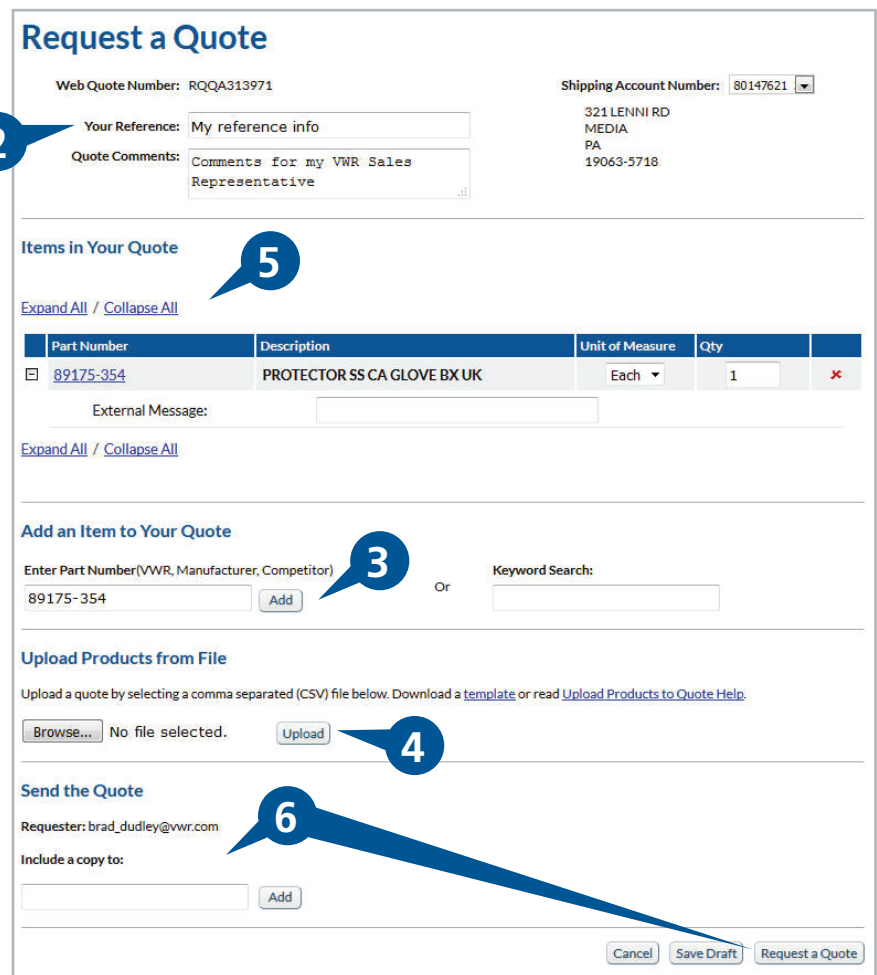 Request a Quote
Web Quote Number: RQQA313971
Shipping Account Number: 80147621
321 LENNI RD
MEDIA
PA
19063-5718
2
Your Reference: My reference info
Quote Comments: Comments for my VWR Sales
Representative
Items in Your Quote
5
Expand All / Collapse All
Part Number Description Unit of Measure Qty
89175-354 PROTECTOR SS CA GLOVE BX UK Each 1
External Message:
Expand All / Collapse All
Add an Item to Your Quote
3
Enter Part Number(VWR, Manufacturer, Competitor) Or Keyword Search:
89175-354 Add
Upload Products from File
Upload a quote by selecting a comma separated (CSV) file below. Download a template or read Upload Products to Quote Help.
Browse... No file selected. Upload
4
Send the Quote
6
Requester: brad_dudley@vwr.com
Include a copy to:
Add
Cancel Save Draft Request a Quote